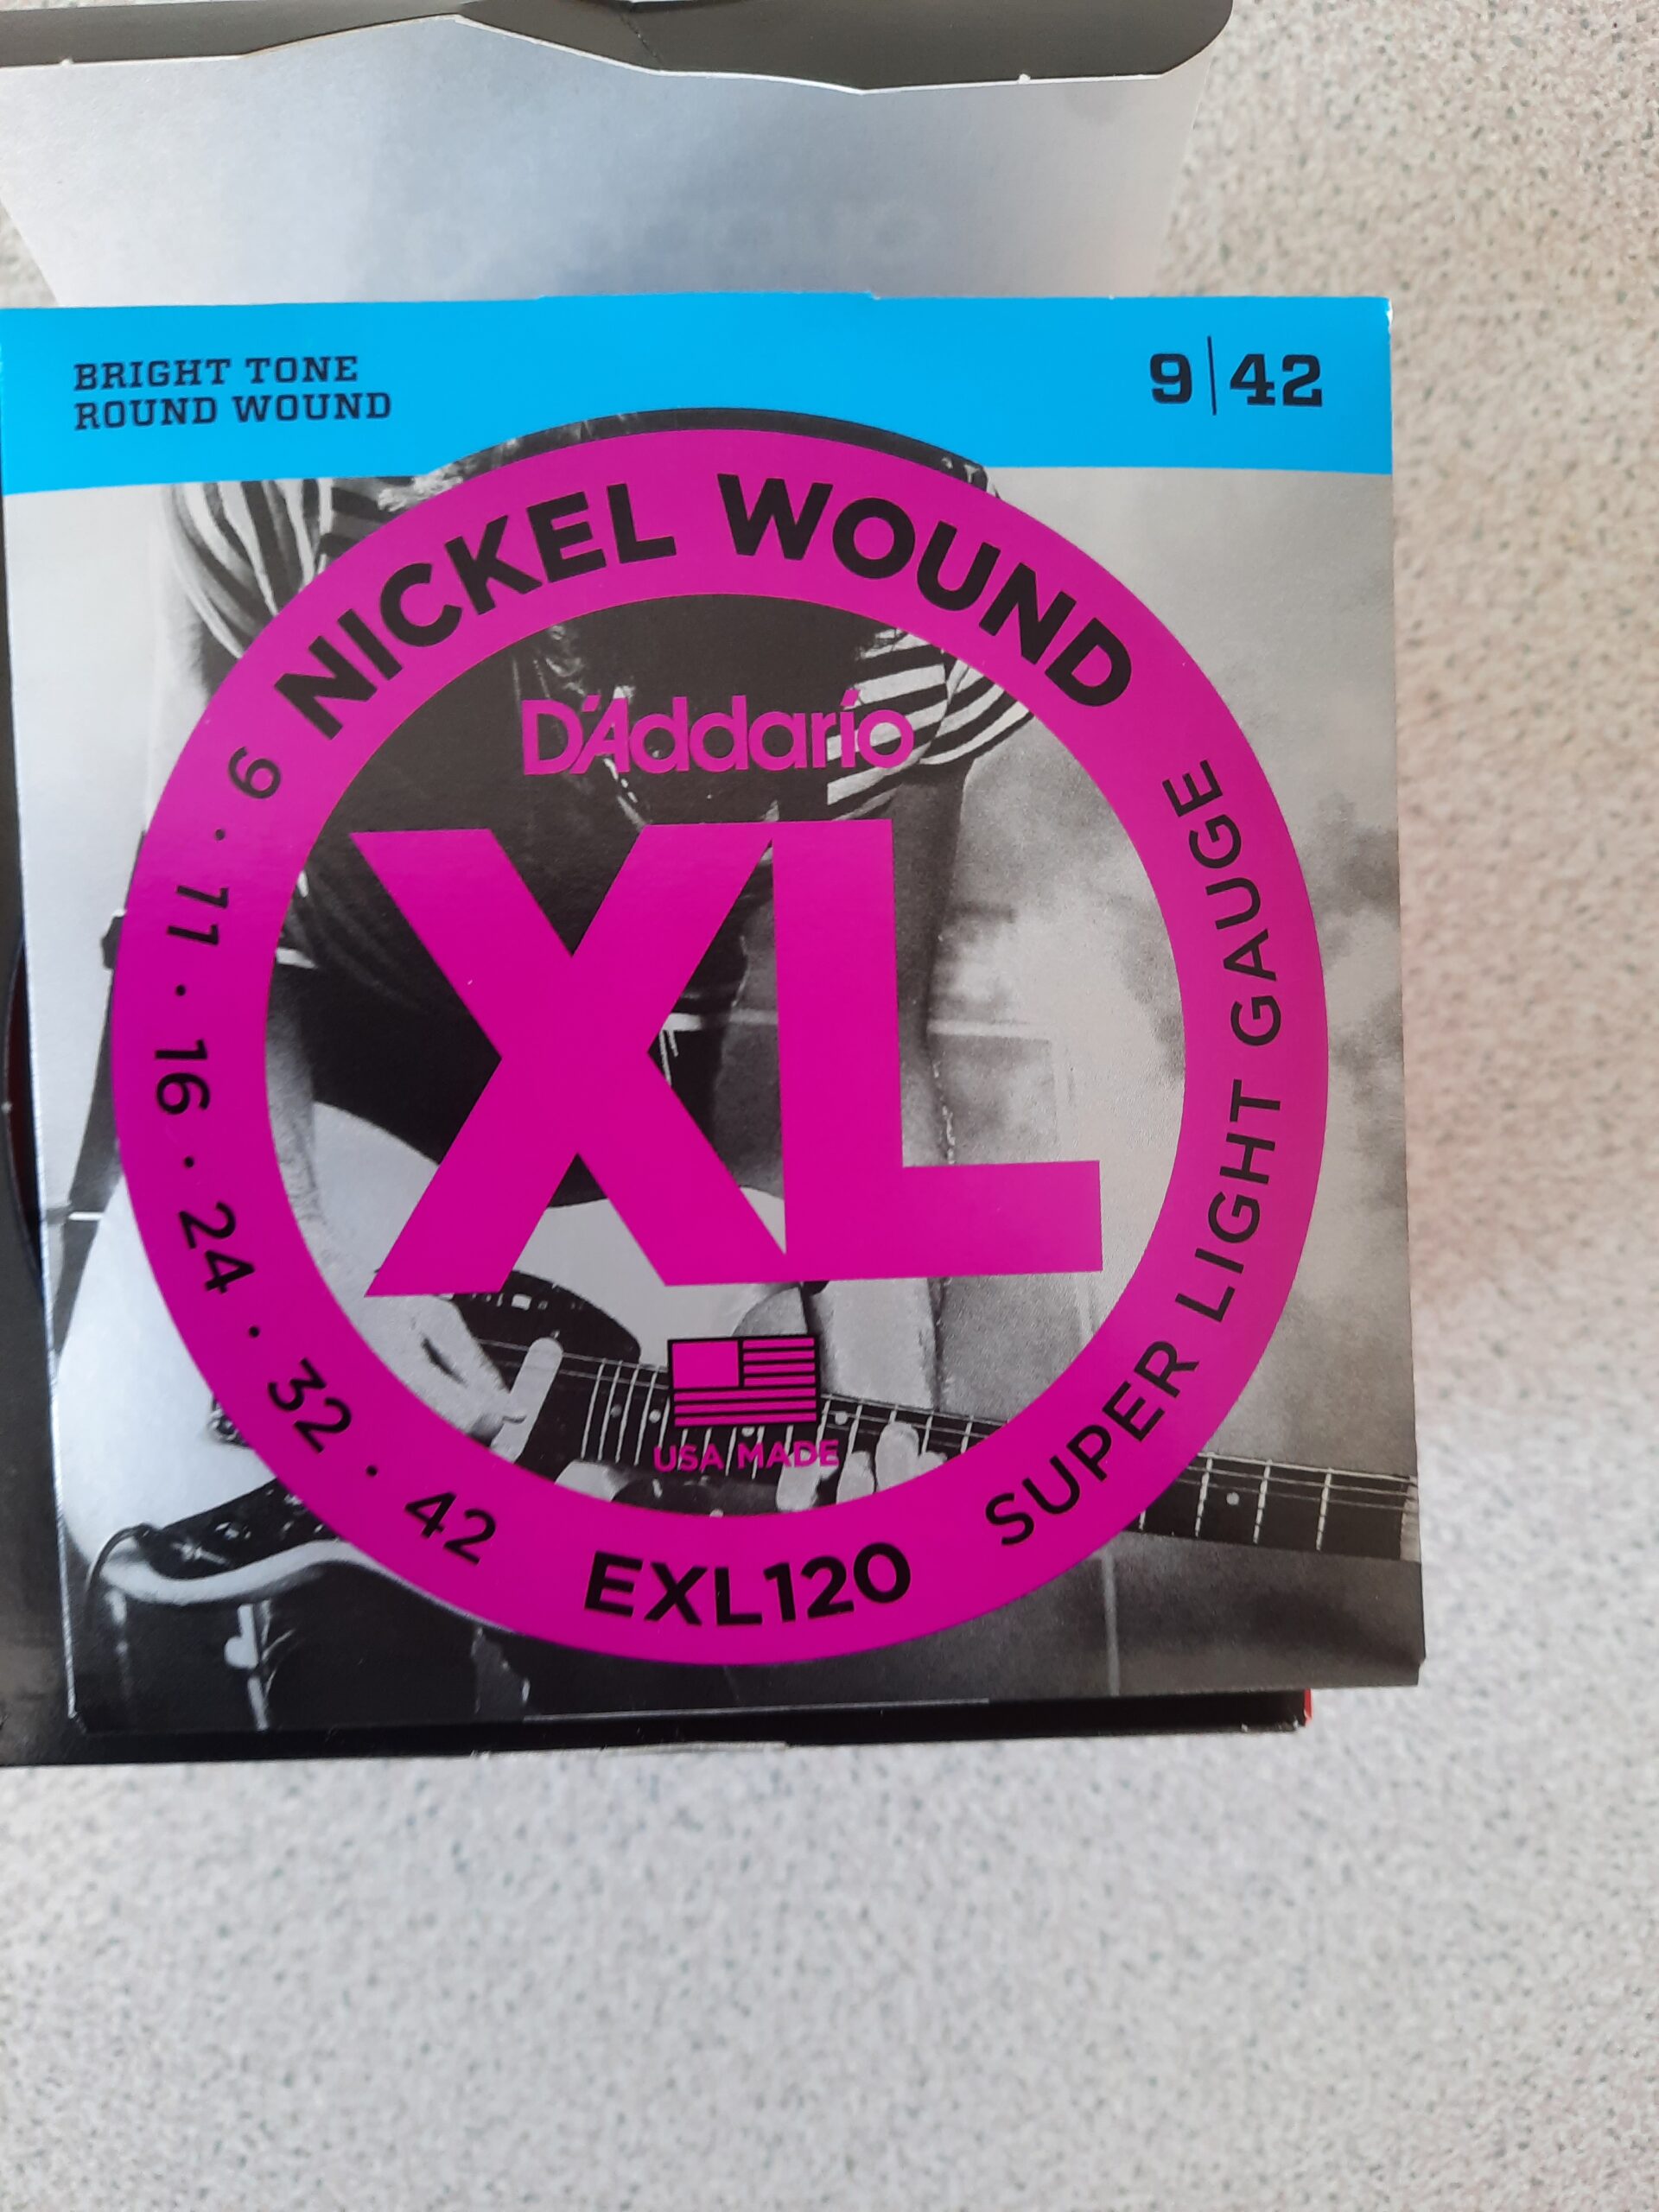 BRIGHT TONE
ROUND WOUND
9|42
NICKEL WOUND
D'Addario
XL
USA MADE
9 · 11 · 16 · 24 · 32 · 42
EXL120
SUPER LIGHT GAUGE